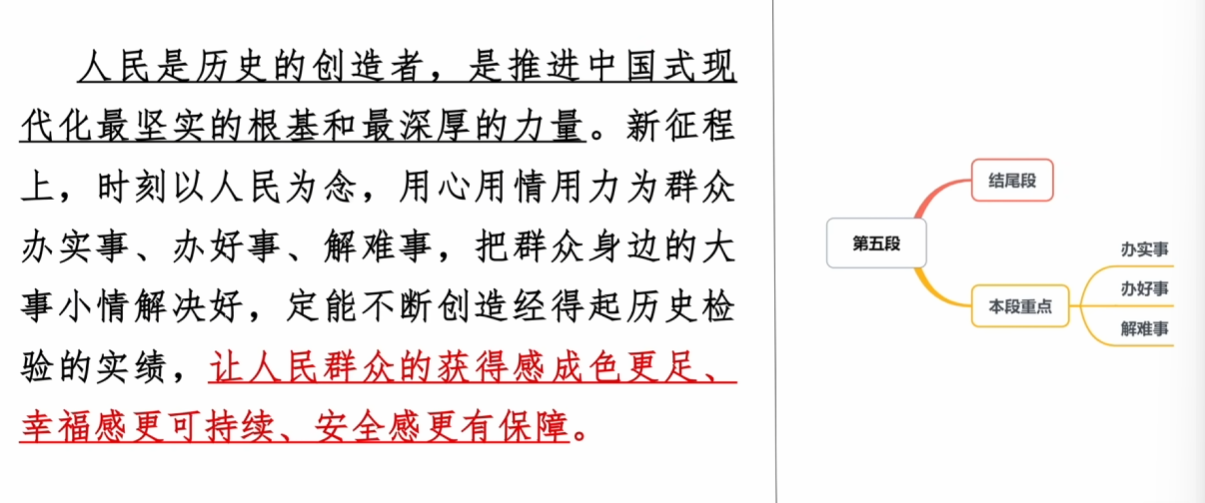 人民是历史的创造者，是推进中国式现
代化最坚实的根基和最深厚的力量。新征程
上，时刻以人民为念，用心用情用力为群众
办实事、办好事、解难事，把群众身边的大
事小情解决好，定能不断创造经得起历史检
验的实绩，让人民群众的获得感成色更足、
幸福感更可持续、安全感更有保障。
结尾段
第五段
本段重点
办实事
办好事
解难事